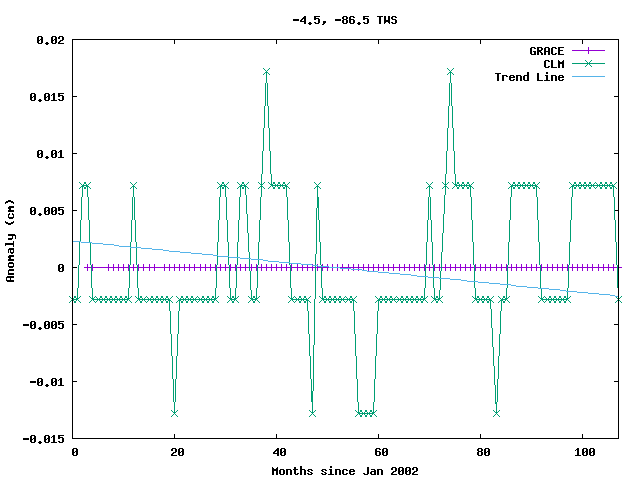 -4.5, -86.5 TWS
GRACE
CLM
Trend Line
0.02
0.015
0.01
0.005
0
-0.005
-0.01
-0.015
Anomaly (cm)
0 20 40 60 80 100
Months since Jan 2002